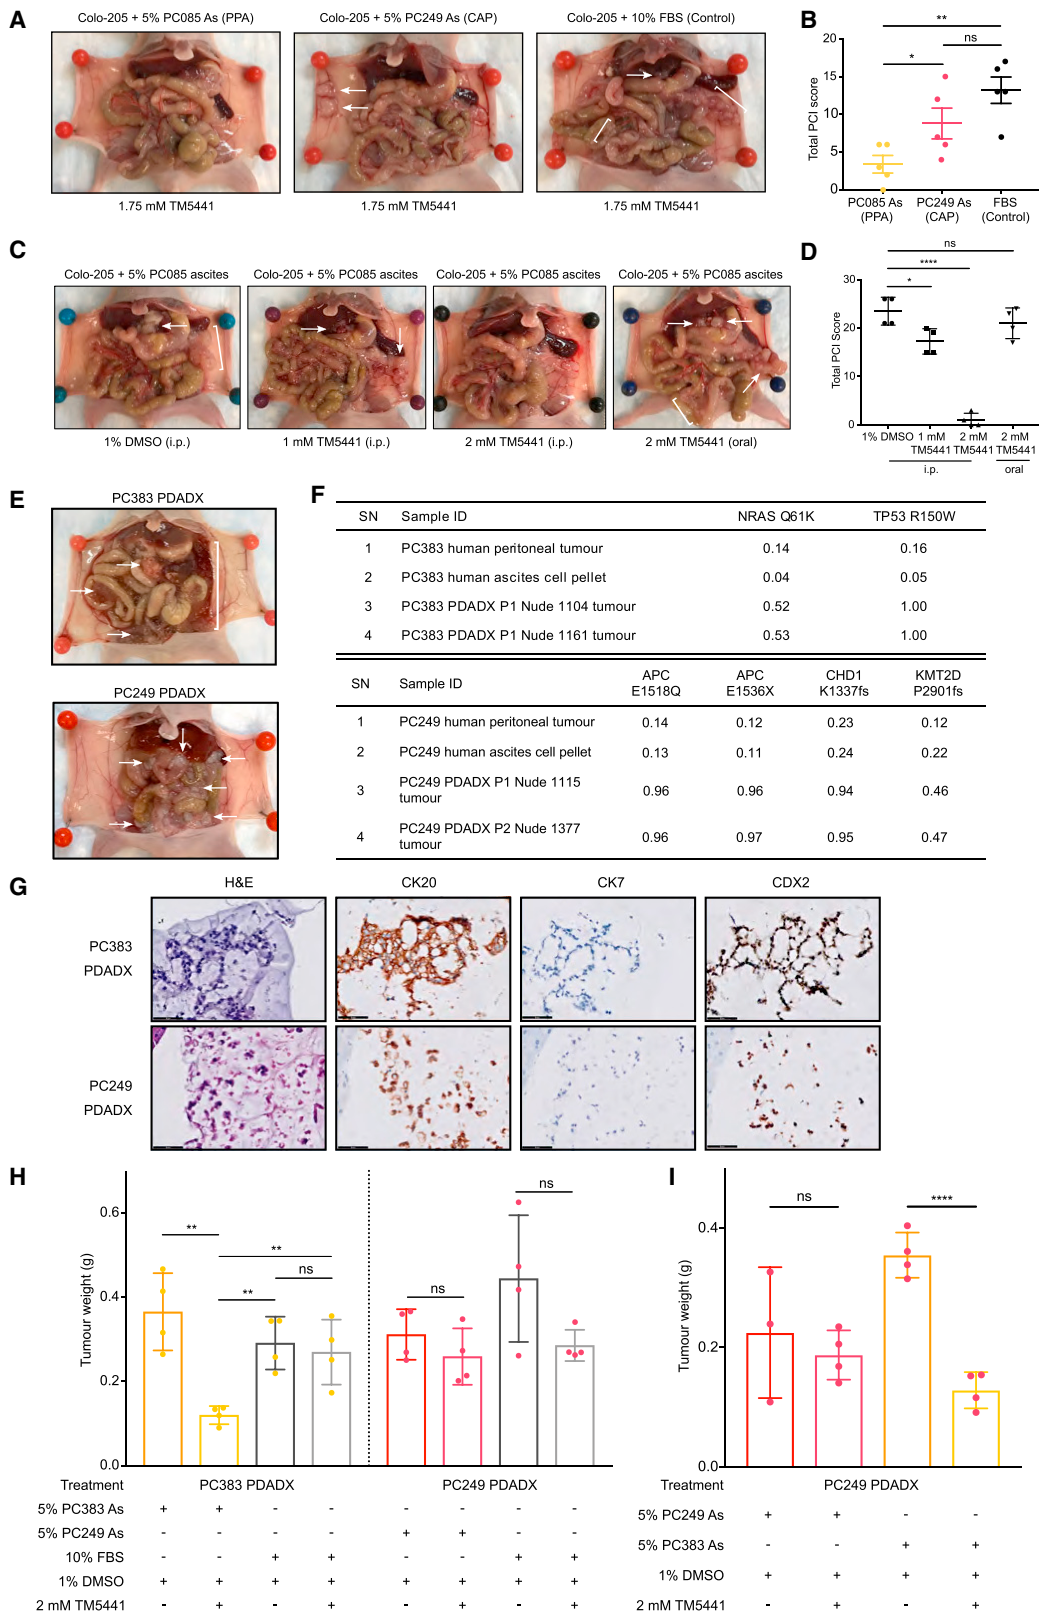 A
Colo-205 + 5% PC085 As (PPA)
Colo-205 + 5% PC249 As (CAP)
Colo-205 + 10% FBS (Control)
1.75 mM TM5441
1.75 mM TM5441
1.75 mM TM5441
B
**
*
ns
Total PCI score
20
15
10
5
0
PC085 As (PPA)
PC249 As (CAP)
FBS (Control)
C
Colo-205 + 5% PC085 ascites
Colo-205 + 5% PC085 ascites
Colo-205 + 5% PC085 ascites
Colo-205 + 5% PC085 ascites
1% DMSO (i.p.)
1 mM TM5441 (i.p.)
2 mM TM5441 (i.p.)
2 mM TM5441 (oral)
D
ns
****
*
Total PCI Score
30
20
10
0
1% DMSO
1 mM TM5441
2 mM TM5441
2 mM TM5441
i.p.
oral
E
PC383 PDADX
PC249 PDADX
F
SN Sample ID NRAS Q61K TP53 R150W
1 PC383 human peritoneal tumour 0.14 0.16
2 PC383 human ascites cell pellet 0.04 0.05
3 PC383 PDADX P1 Nude 1104 tumour 0.52 1.00
4 PC383 PDADX P1 Nude 1161 tumour 0.53 1.00
SN Sample ID APC E1518Q APC E1536X CHD1 K1337fs KMT2D P2901fs
1 PC249 human peritoneal tumour 0.14 0.12 0.23 0.12
2 PC249 human ascites cell pellet 0.13 0.11 0.24 0.22
3 PC249 PDADX P1 Nude 1115 tumour 0.96 0.96 0.94 0.46
4 PC249 PDADX P2 Nude 1377 tumour 0.96 0.97 0.95 0.47
G
H&E CK20 CK7 CDX2
PC383 PDADX
PC249 PDADX
H
Tumour weight (g)
0.6
0.4
0.2
0.0
**
**
ns
**
ns
ns
Treatment PC383 PDADX PC249 PDADX
5% PC383 As + + - - - - - -
5% PC249 As - - - - + + - -
10% FBS - - + + - - + +
1% DMSO + + + + + + + +
2 mM TM5441 - + - + - + - +
I
Tumour weight (g)
0.4
0.2
0.0
ns
****
Treatment PC249 PDADX
5% PC249 As + + - -
5% PC383 As - - + +
1% DMSO + + + +
2 mM TM5441 - + - +